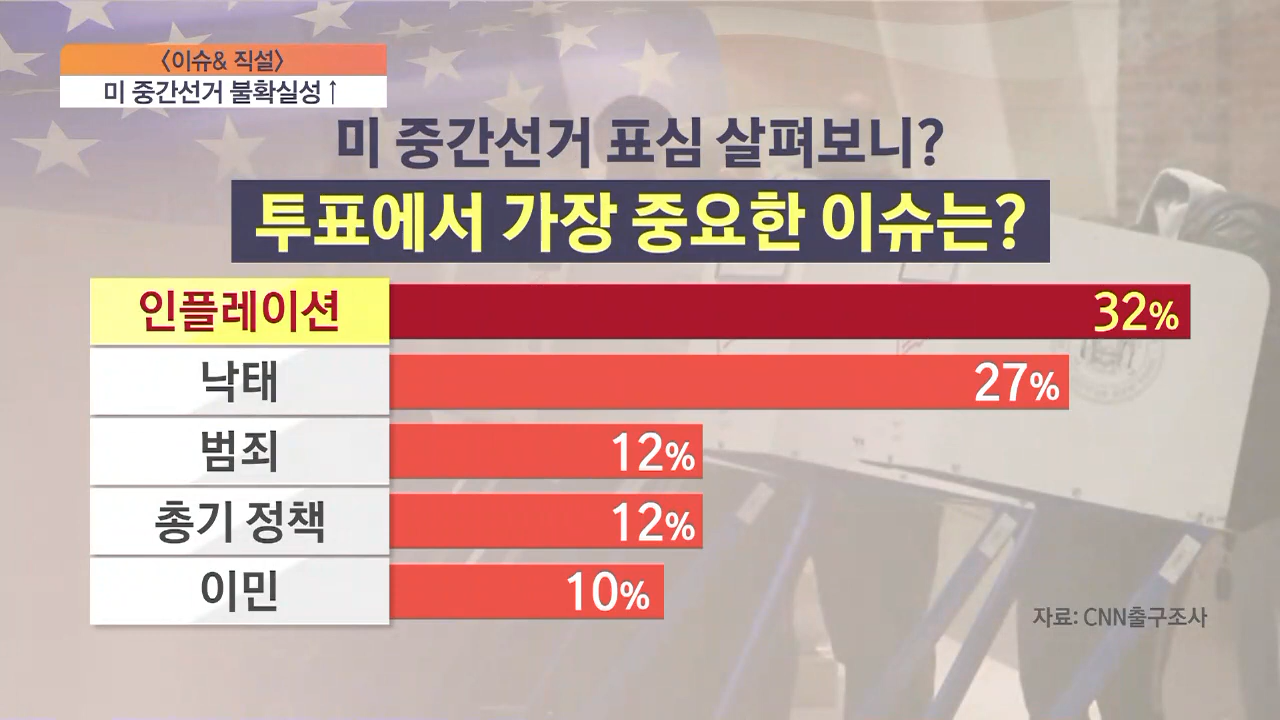 〈이슈& 직설〉
미 중간선거 불확실성↑
미 중간선거 표심 살펴보니?
투표에서 가장 중요한 이슈는?
인플레이션 32%
낙태 27%
범죄 12%
총기 정책 12%
이민 10%
자료: CNN출구조사